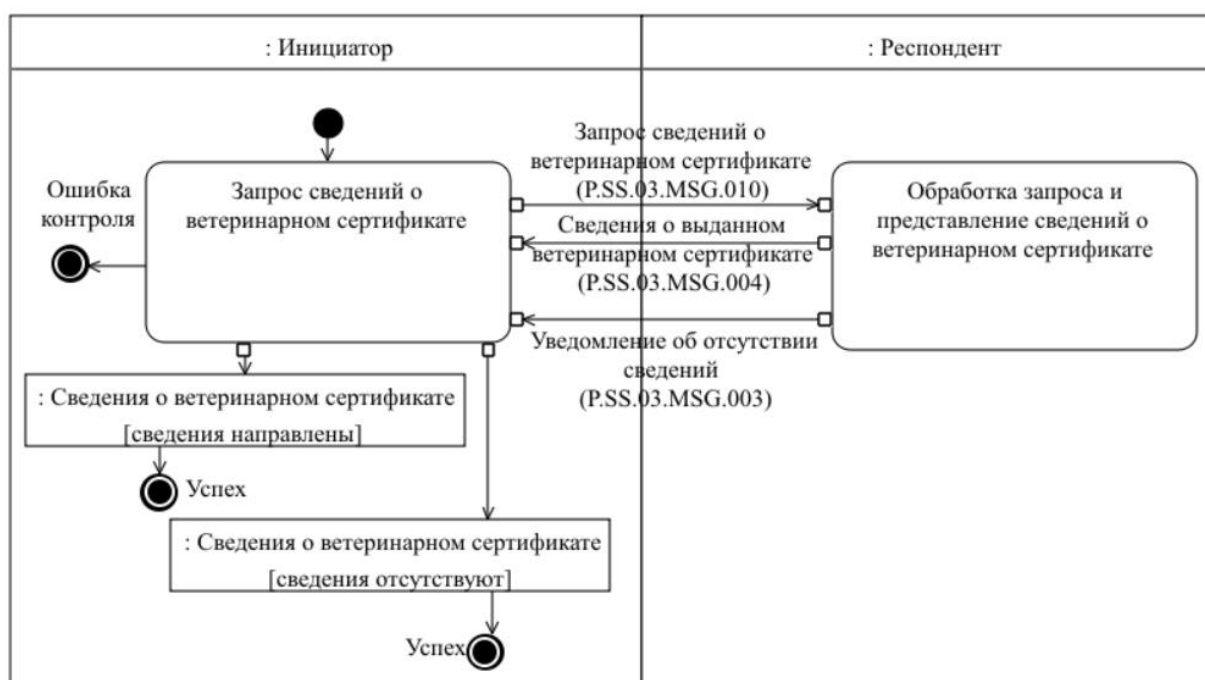 : Инициатор
: Респондент
Ошибка
контроля
Запрос сведений о
ветеринарном сертификате
Запрос сведений о
ветеринарном сертификате
(P.SS.03.MSG.010)
Сведения о выданном
ветеринарном сертификате
(P.SS.03.MSG.004)
Уведомление об отсутствии
сведений
(P.SS.03.MSG.003)
Обработка запроса и
представление сведений о
ветеринарном сертификате
: Сведения о ветеринарном сертификате
[сведения направлены]
Успех
: Сведения о ветеринарном сертификате
[сведения отсутствуют]
Успех